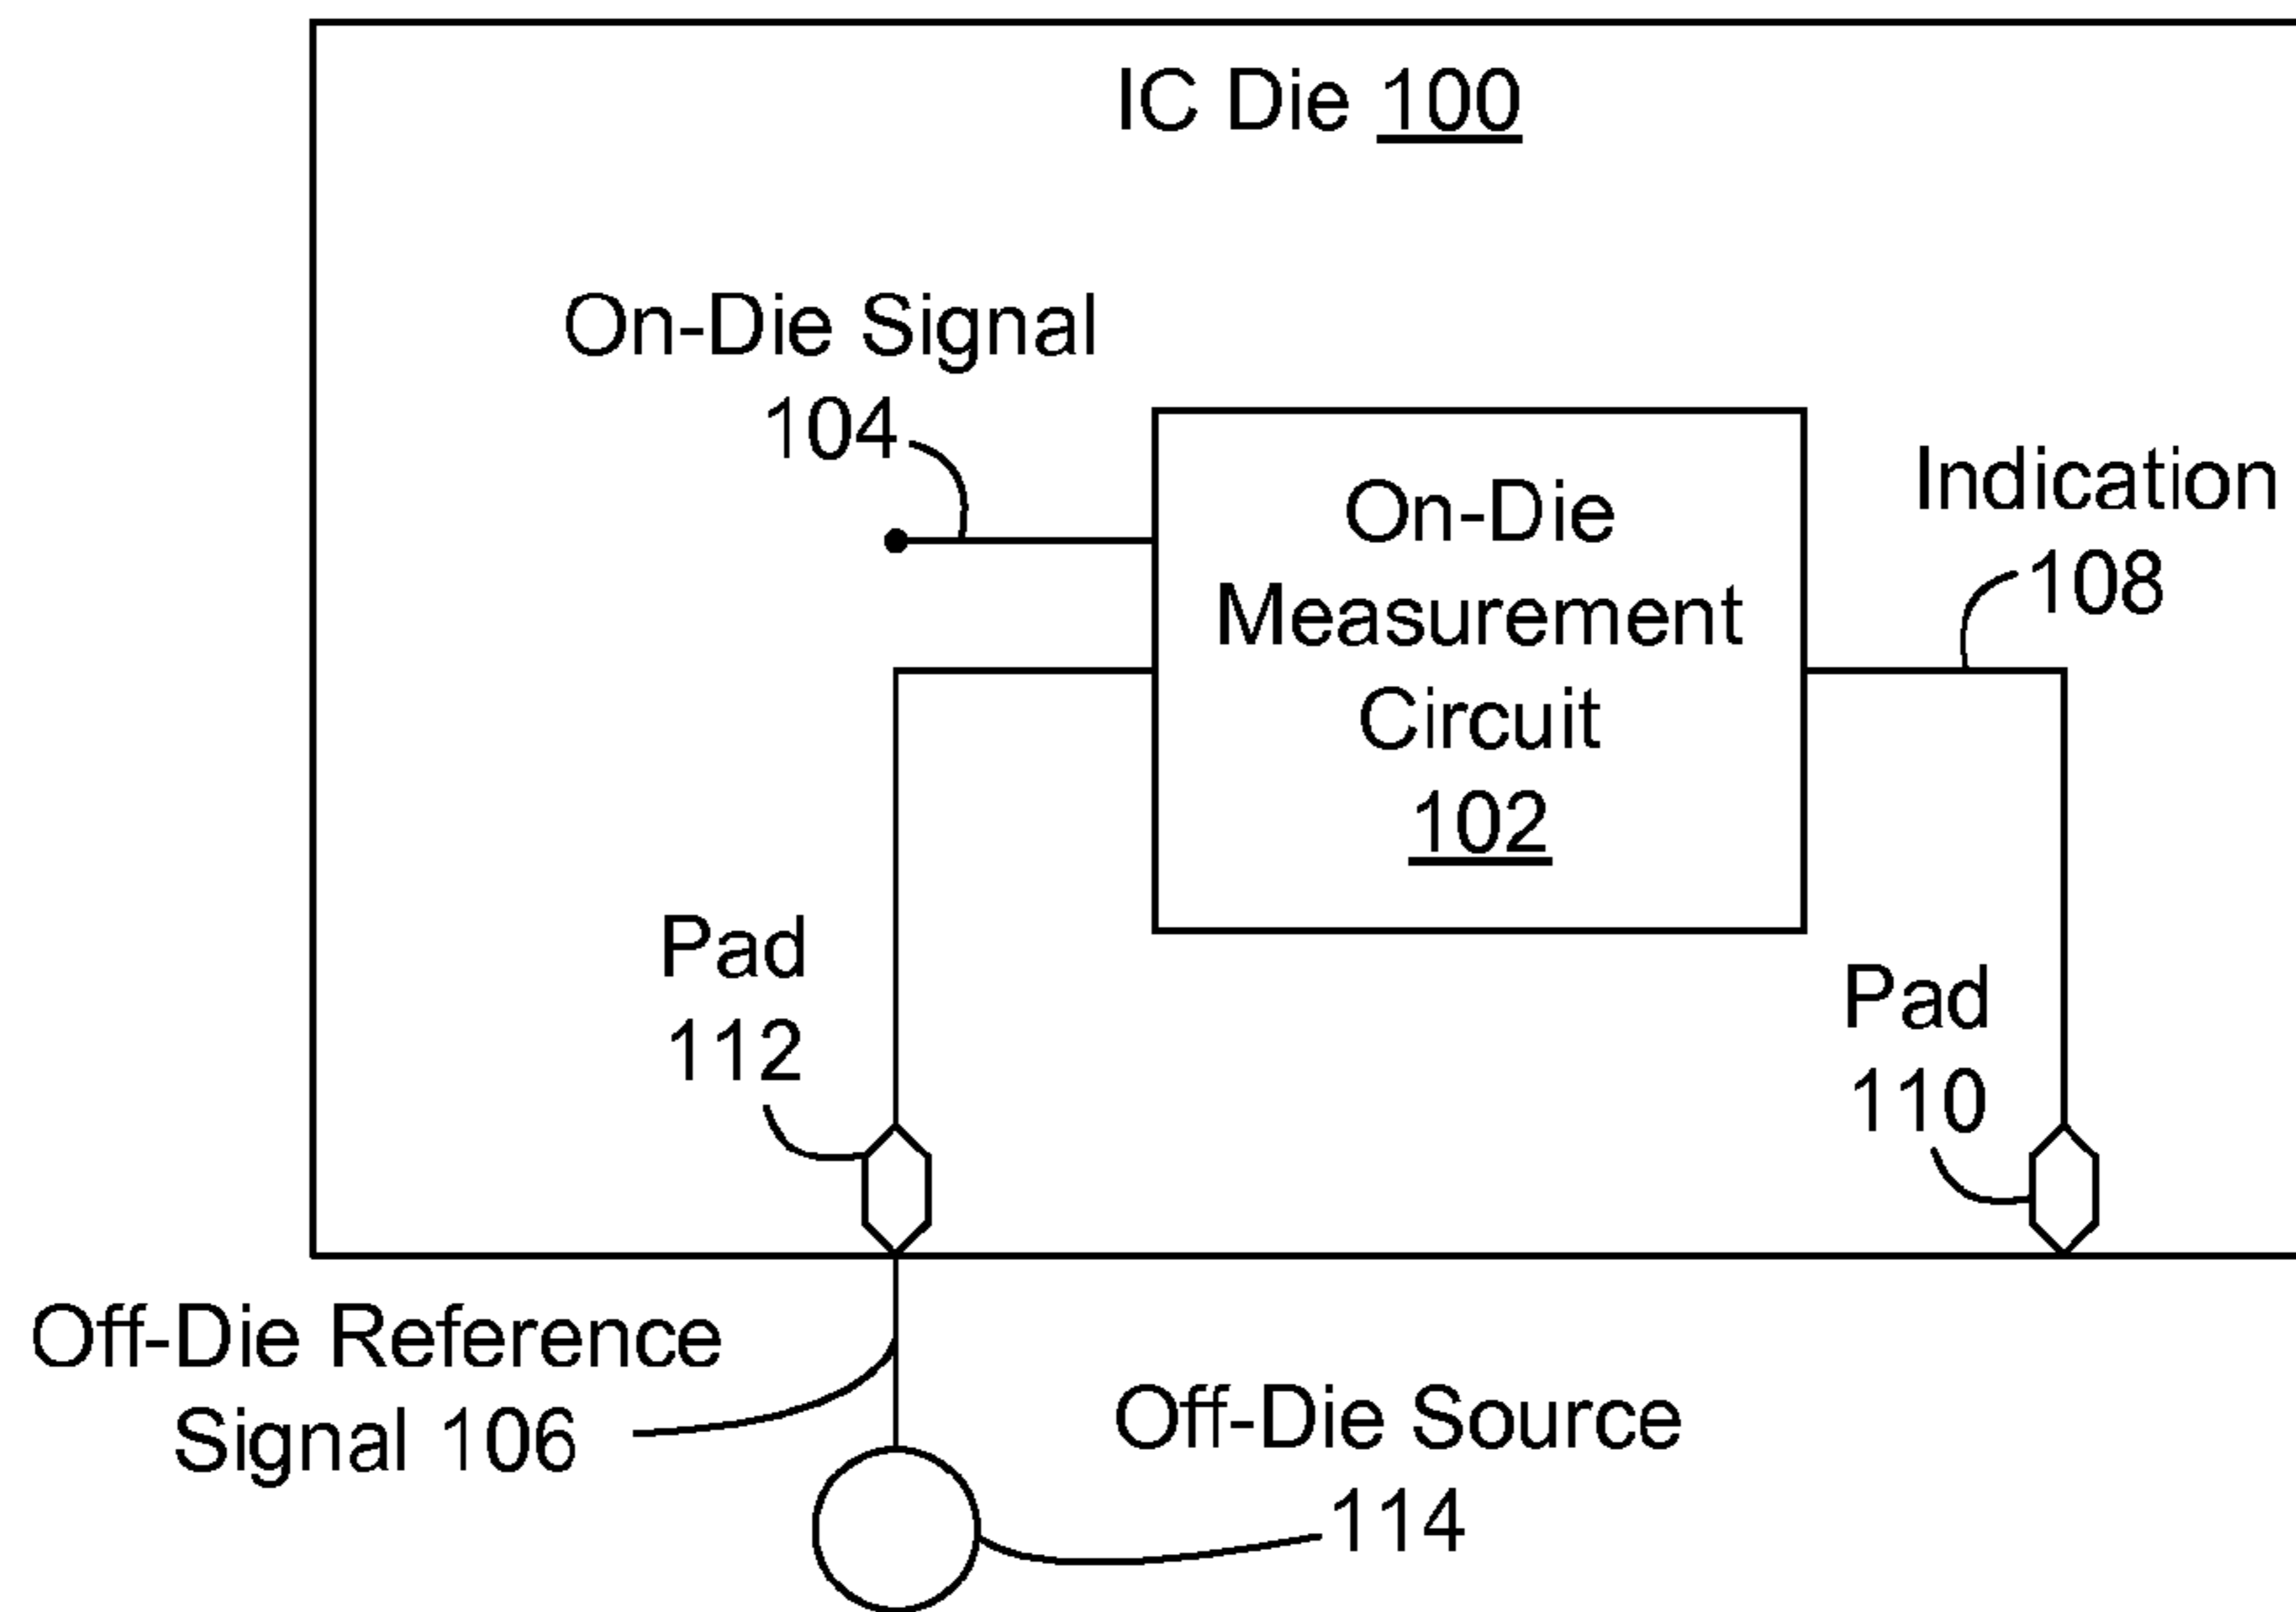 IC Die 100
On-Die Signal
104
On-Die
Measurement
Circuit
102
Indication
108
Pad
112
Pad
110
Off-Die Reference
Signal 106
Off-Die Source
114